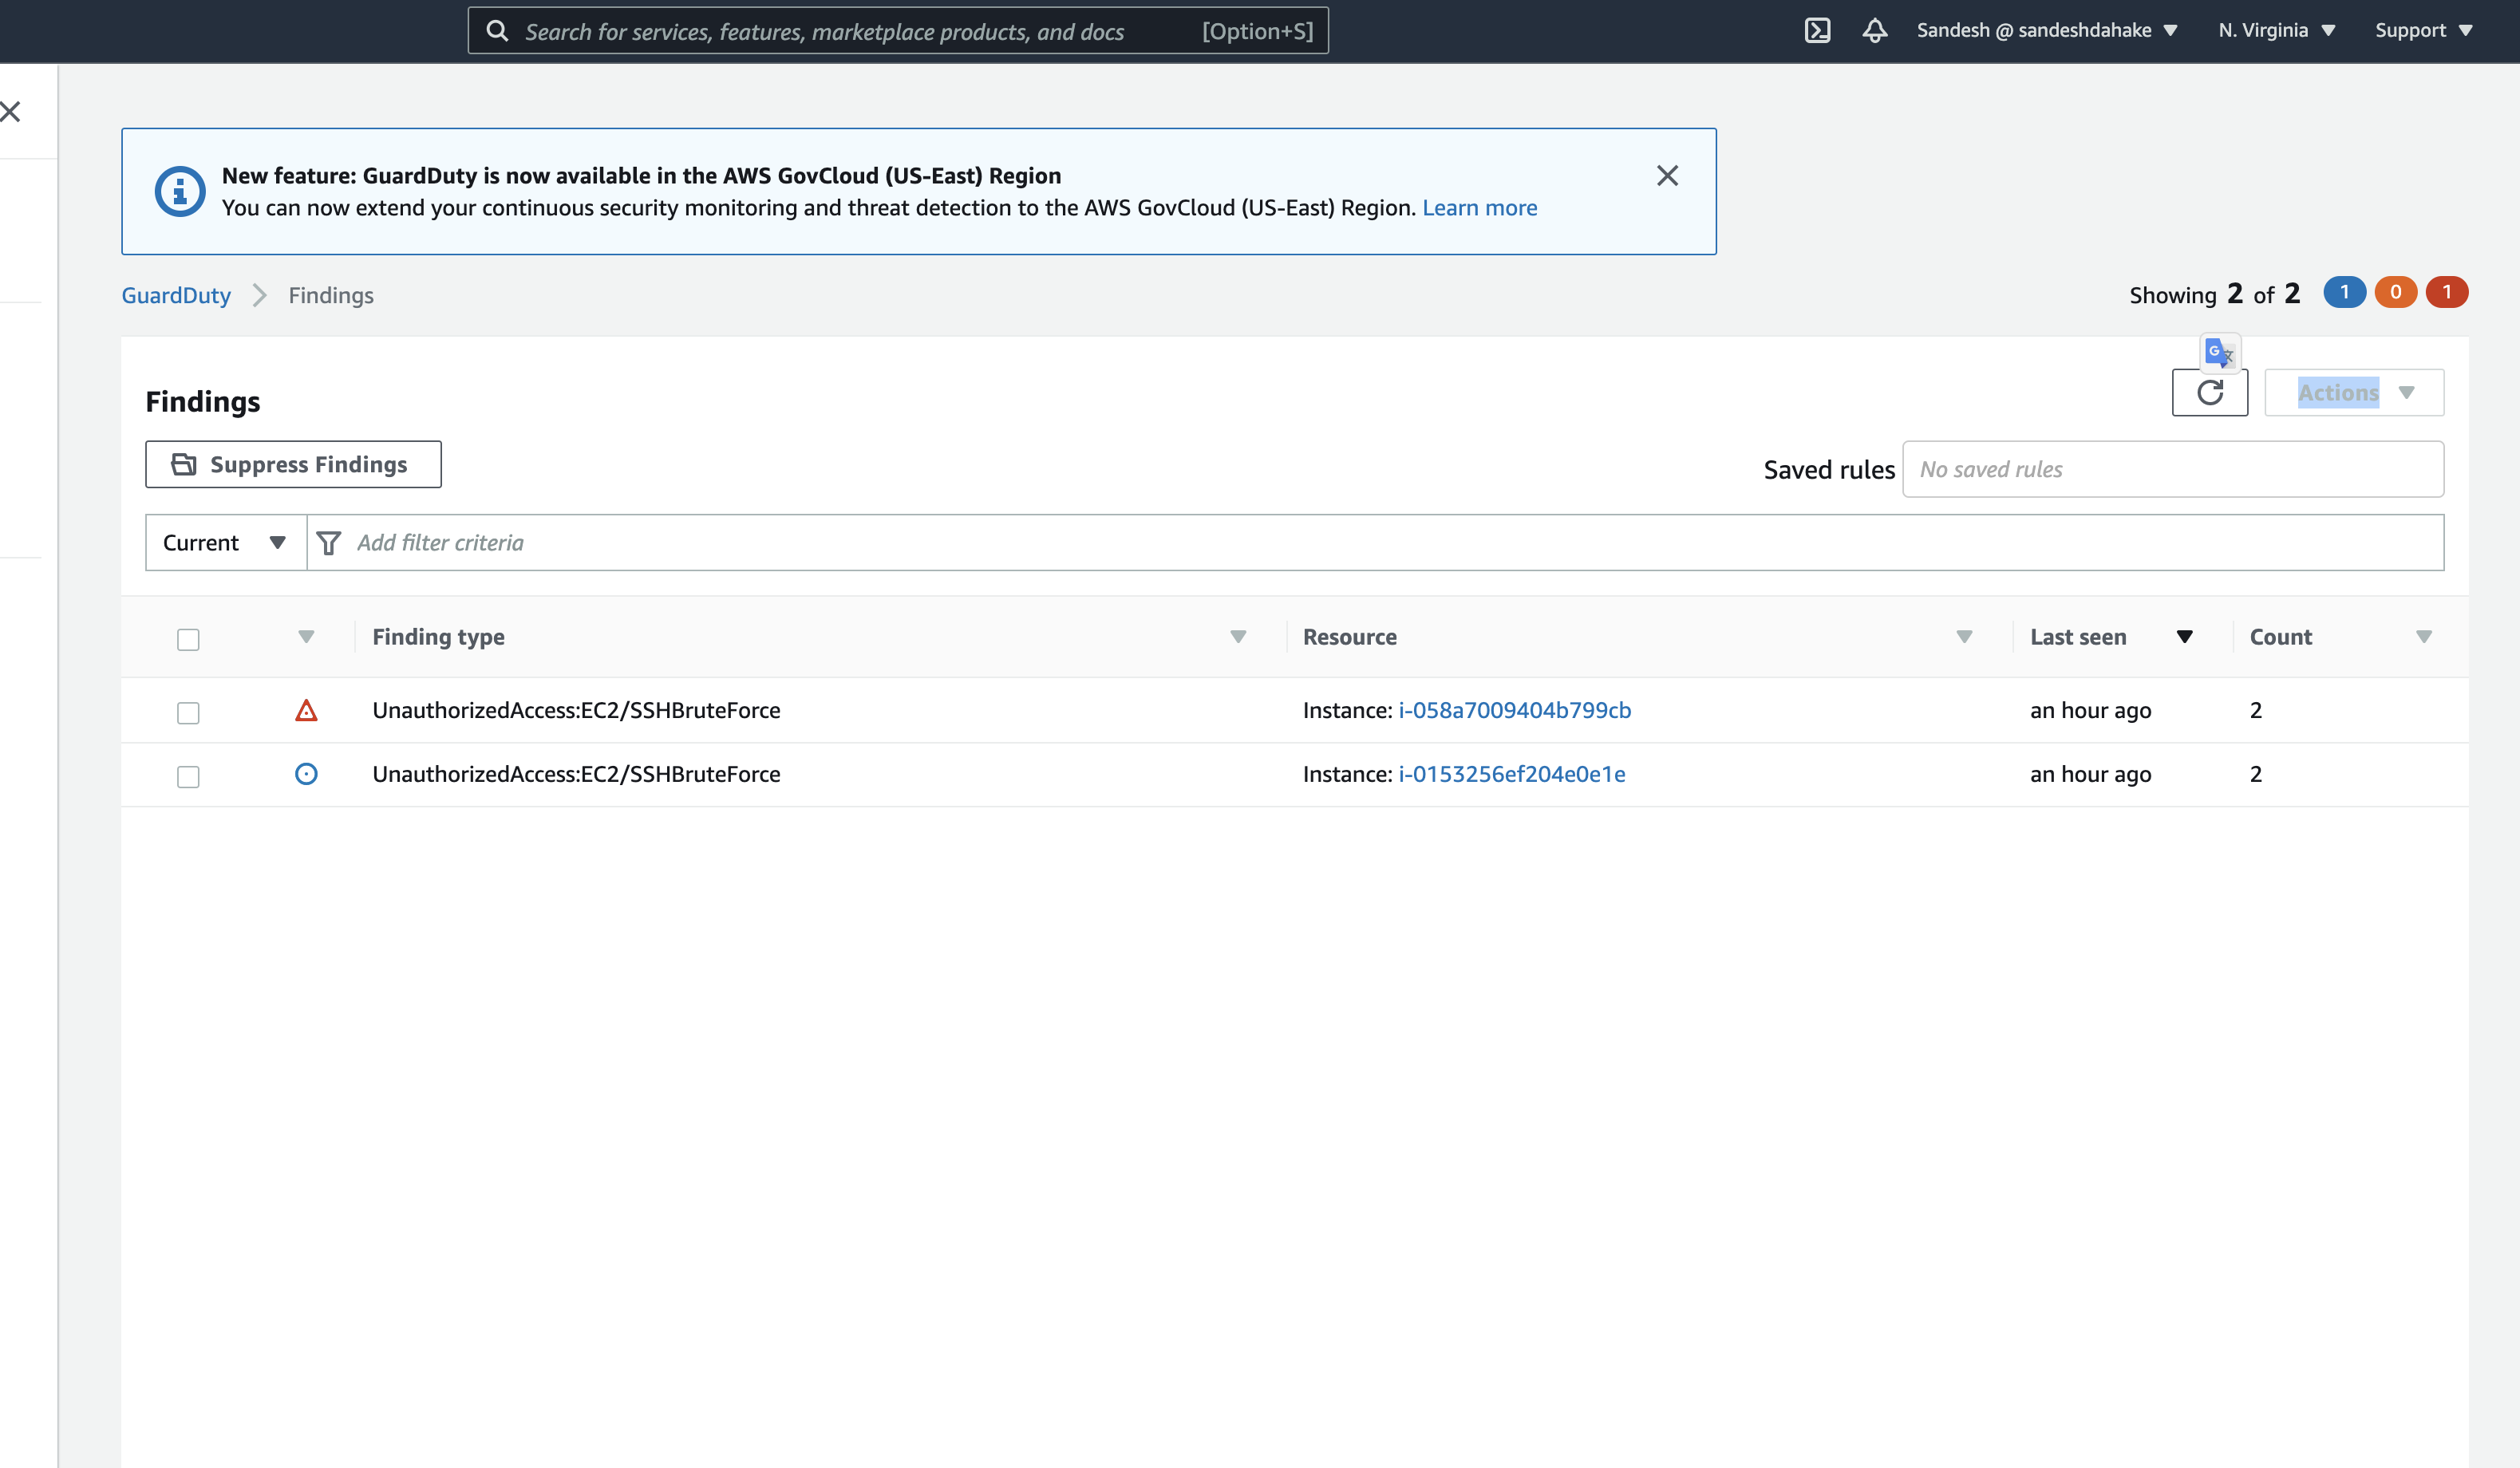 Search for services, features, marketplace products, and docs [Option+S] Sandesh @ sandeshdahake N. Virginia Support
New feature: GuardDuty is now available in the AWS GovCloud (US-East) Region
You can now extend your continuous security monitoring and threat detection to the AWS GovCloud (US-East) Region. Learn more
GuardDuty Findings Showing 2 of 2 1 0 1
Findings Actions
Suppress Findings Saved rules No saved rules
Current Add filter criteria
Finding type Resource Last seen Count
UnauthorizedAccess:EC2/SSHBruteForce Instance: i-058a7009404b799cb an hour ago 2
UnauthorizedAccess:EC2/SSHBruteForce Instance: i-0153256ef204e0e1e an hour ago 2